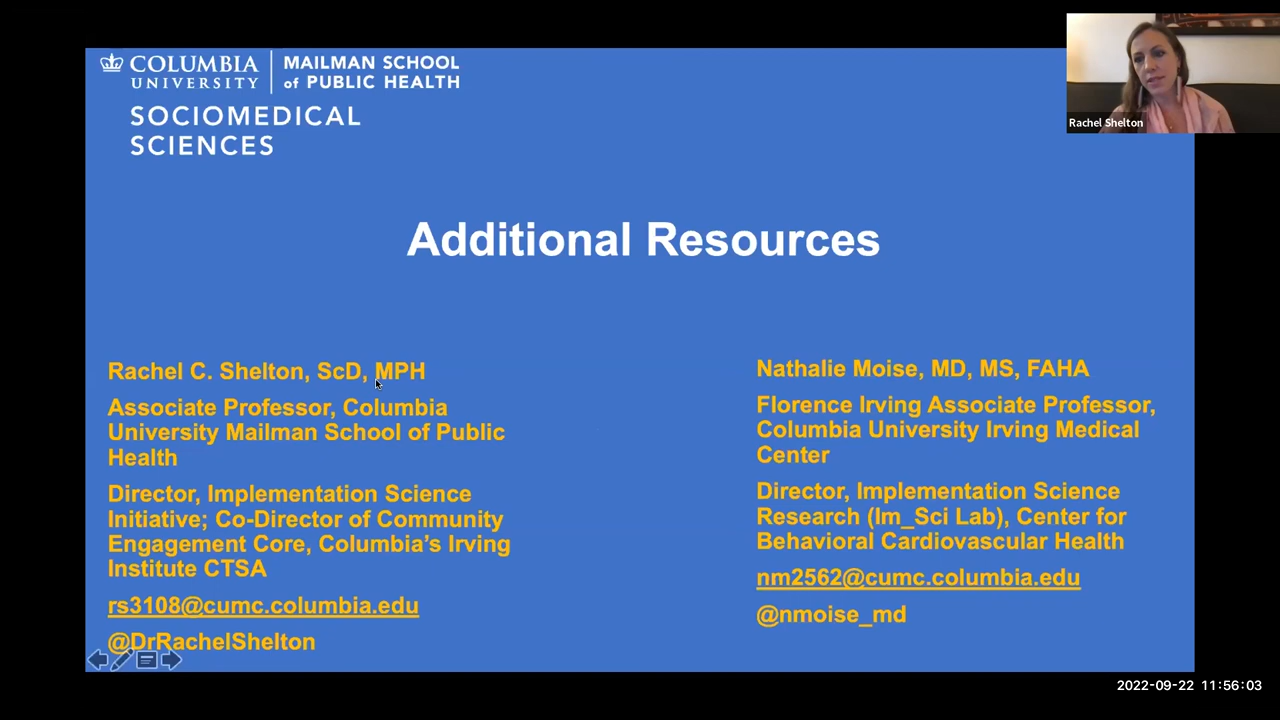 COLUMBIA
UNIVERSITY
MAILMAN SCHOOL
of PUBLIC HEALTH
SOCIOMEDICAL
SCIENCES
Rachel Shelton
Additional Resources
Rachel C. Shelton, ScD, MPH
Associate Professor, Columbia
University Mailman School of Public
Health
Director, Implementation Science
Initiative; Co-Director of Community
Engagement Core, Columbia’s Irving
Institute CTSA
rs3108@cumc.columbia.edu
@DrRachelShelton
Nathalie Moise, MD, MS, FAHA
Florence Irving Associate Professor,
Columbia University Irving Medical
Center
Director, Implementation Science
Research (Im_Sci Lab), Center for
Behavioral Cardiovascular Health
nm2562@cumc.columbia.edu
@nmoise_md
2022-09-22 11:56:03